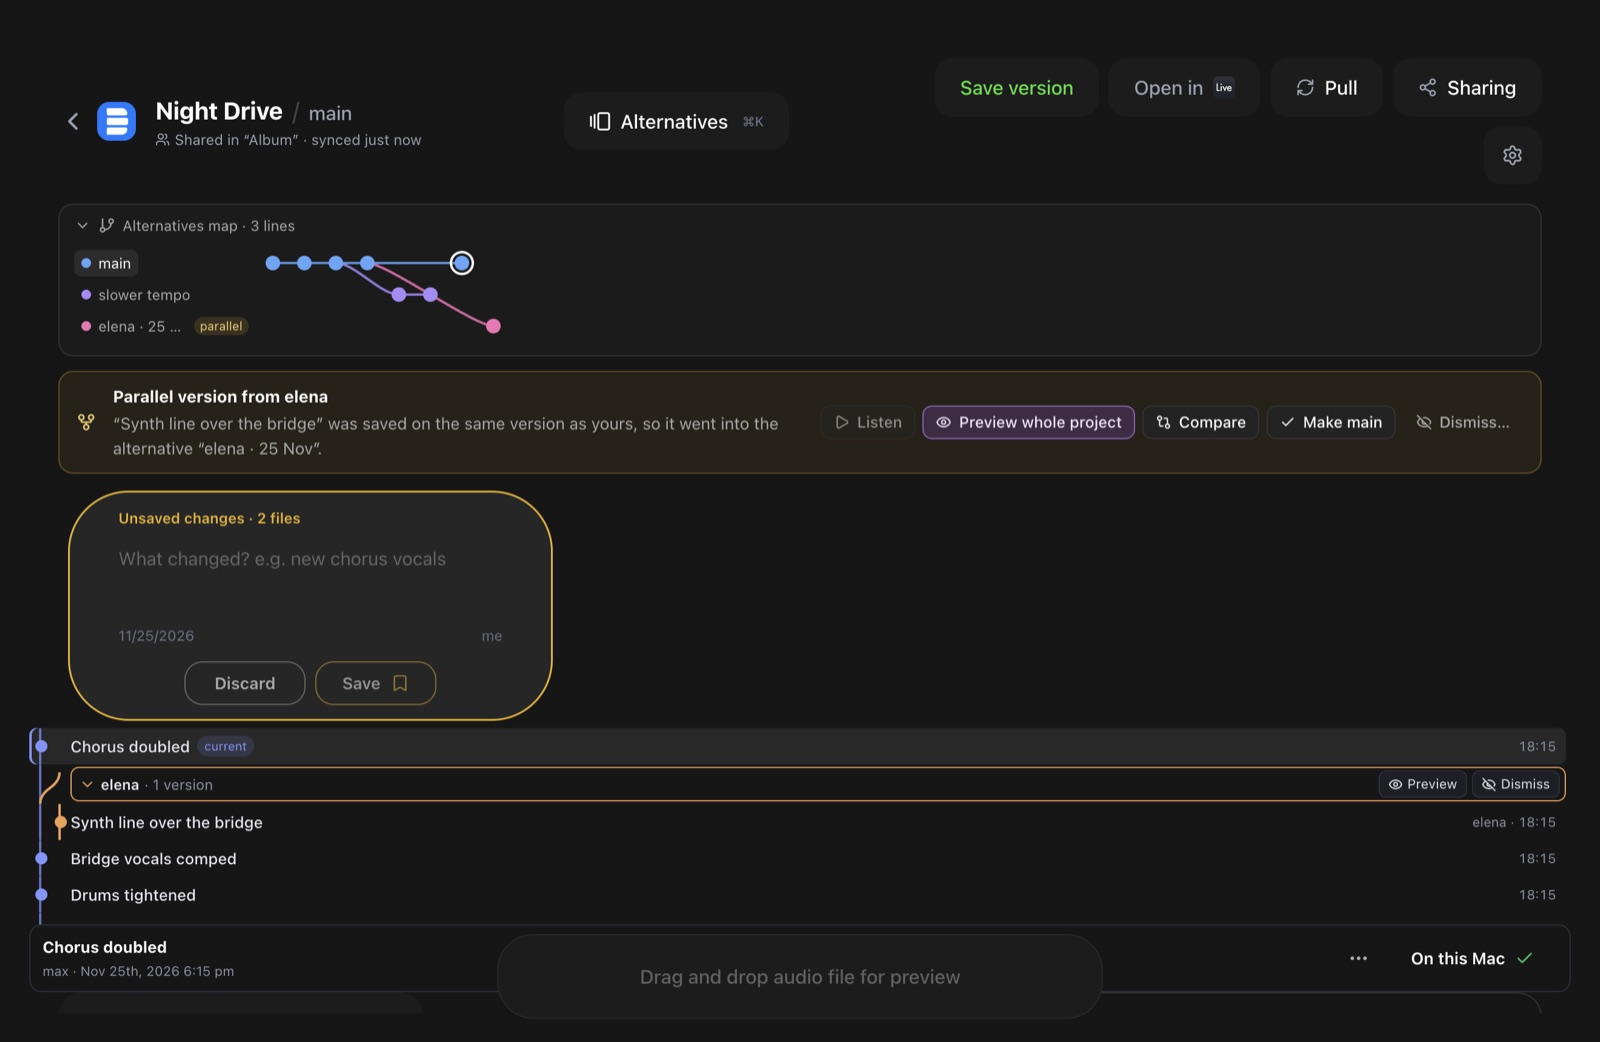 Night Drive / main
Shared in “Album” · synced just now
Alternatives ⌘K
Save version
Open in Live
Pull
Sharing
Alternatives map · 3 lines
main
slower tempo
elena · 25 ... parallel
Parallel version from elena
“Synth line over the bridge” was saved on the same version as yours, so it went into the
alternative “elena · 25 Nov”.
Listen
Preview whole project
Compare
Make main
Dismiss...
Unsaved changes · 2 files
What changed? e.g. new chorus vocals
11/25/2026 me
Discard
Save
Chorus doubled current 18:15
elena · 1 version Preview Dismiss
Synth line over the bridge elena · 18:15
Bridge vocals comped 18:15
Drums tightened 18:15
Chorus doubled
max · Nov 25th, 2026 6:15 pm
Drag and drop audio file for preview
··· On this Mac